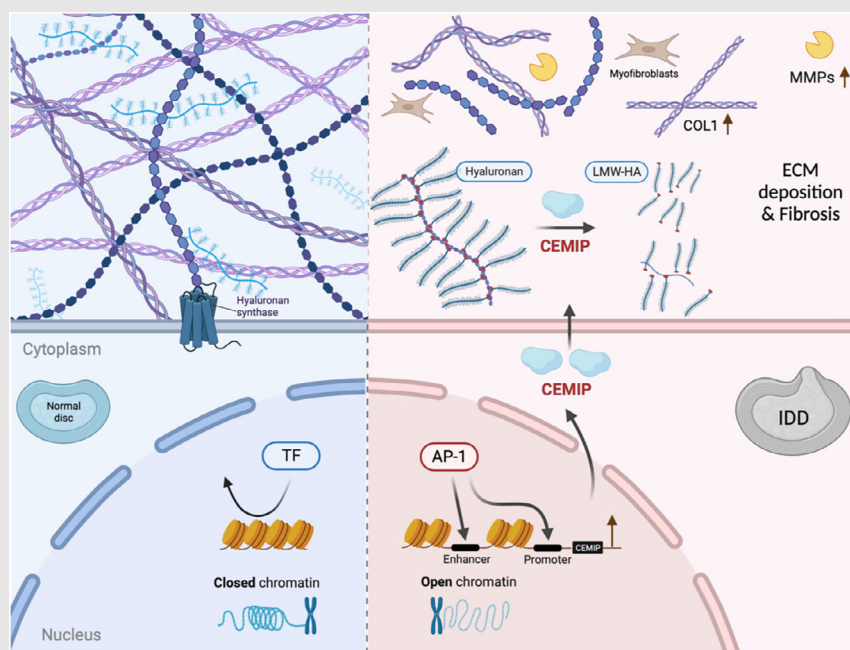 Myofibroblasts
MMPs
COL1
Hyaluronan
LMW-HA
ECM
deposition
& Fibrosis
CEMIP
Hyaluronan
synthase
Cytoplasm
CEMIP
Normal
disc
IDD
TF
AP-1
Enhancer
Promoter
CEMIP
Closed chromatin
Open chromatin
Nucleus